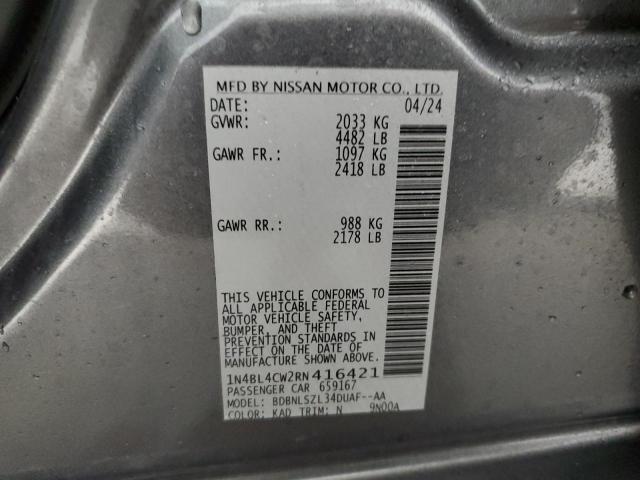 MFD BY NISSAN MOTOR CO., LTD.
DATE: 04/24
GVWR: 2033 KG
4482 LB
GAWR FR.: 1097 KG
2418 LB
GAWR RR.: 988 KG
2178 LB
THIS VEHICLE CONFORMS TO
ALL APPLICABLE FEDERAL
MOTOR VEHICLE SAFETY,
BUMPER, AND THEFT
PREVENTION STANDARDS IN
EFFECT ON THE DATE OF
MANUFACTURE SHOWN ABOVE.
1N4BL4CW2RN416421
PASSENGER CAR 659167
MODEL: BDBNLSZL34DUAF--AA
COLOR: KAD TRIM: N 9N00A